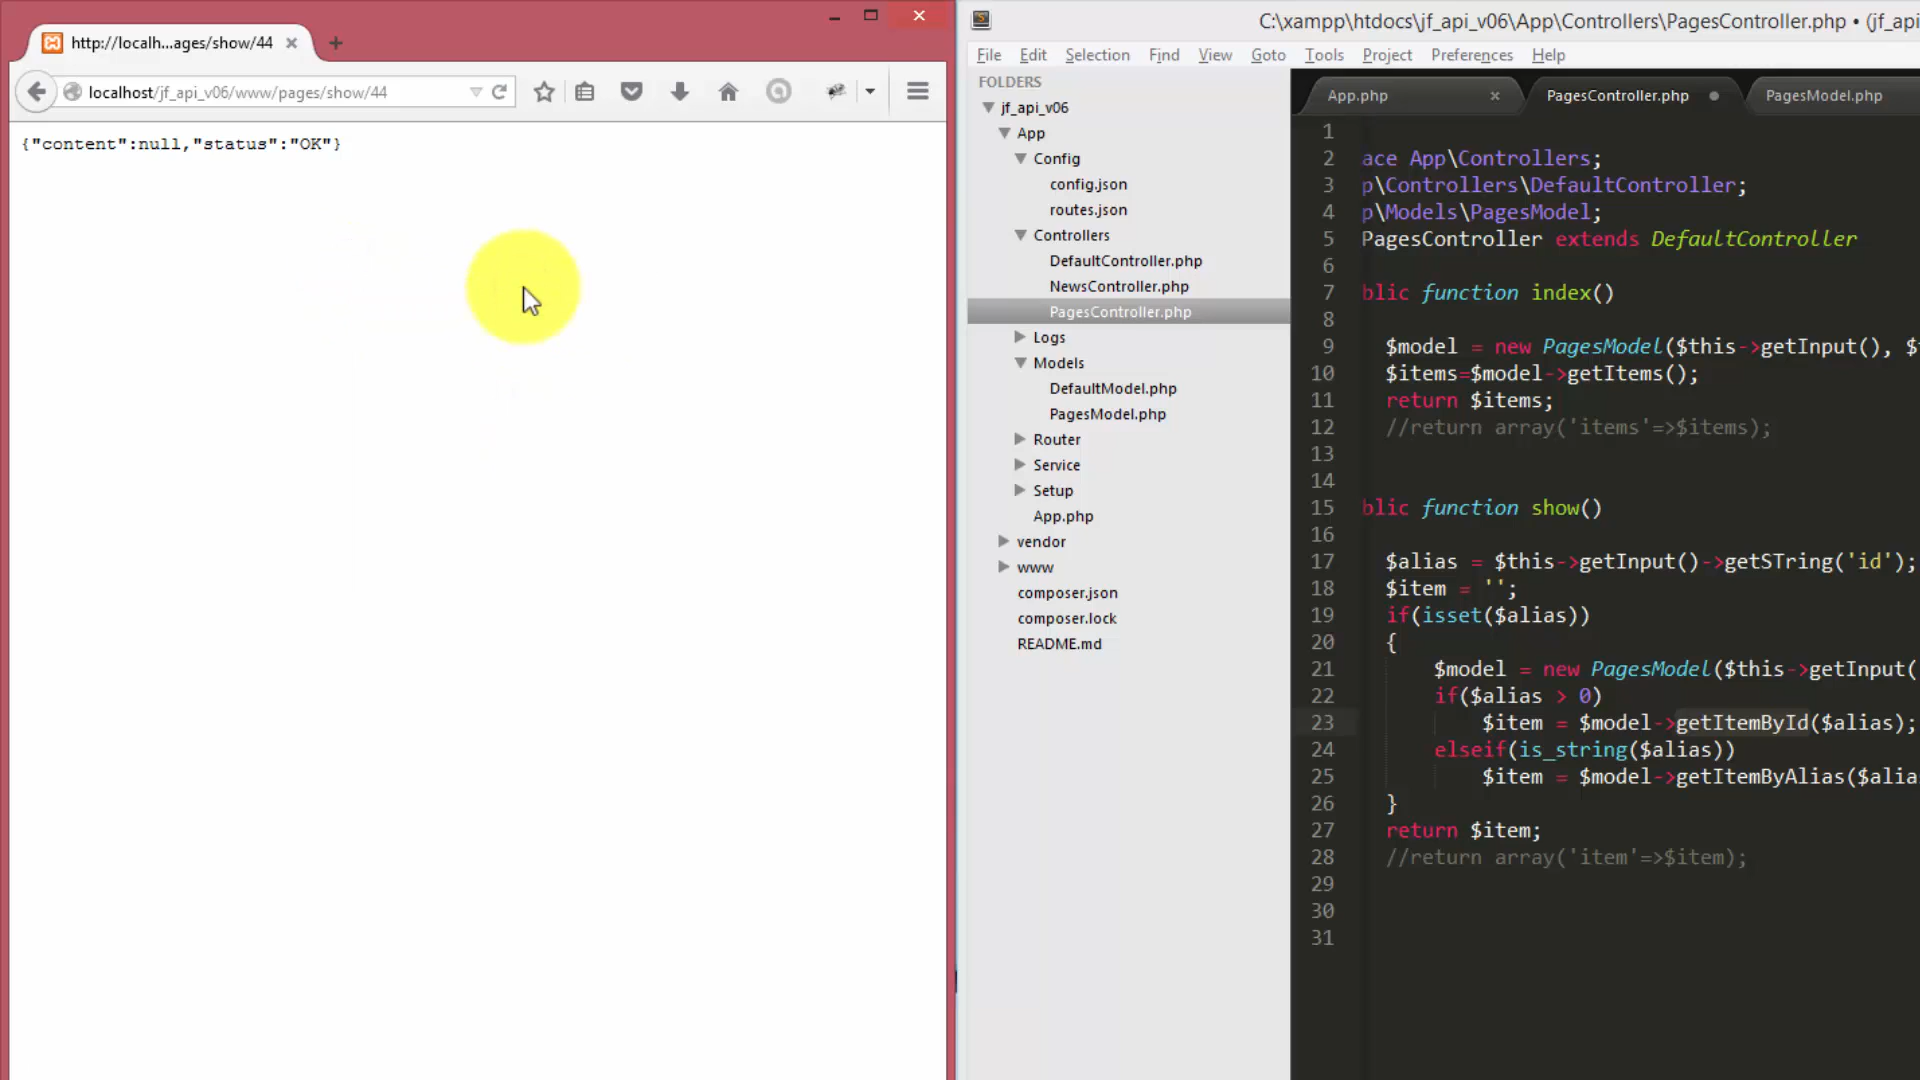 http://localh...ages/show/44
localhost/jf_api_v06/www/pages/show/44
{"content":null,"status":"OK"}
C:\xampp\htdocs\jf_api_v06\App\Controllers\PagesController.php • (jf_api
File Edit Selection Find View Goto Tools Project Preferences Help
FOLDERS
jf_api_v06
App
Config
config.json
routes.json
Controllers
DefaultController.php
NewsController.php
PagesController.php
Logs
Models
DefaultModel.php
PagesModel.php
Router
Service
Setup
App.php
vendor
www
composer.json
composer.lock
README.md
App.php PagesController.php PagesModel.php
1
2 ace App\Controllers;
3 p\Controllers\DefaultController;
4 p\Models\PagesModel;
5 PagesController extends DefaultController
6
7 blic function index()
8
9 $model = new PagesModel($this->getInput(), $t
10 $items=$model->getItems();
11 return $items;
12 //return array('items'=>$items);
13
14
15 blic function show()
16
17 $alias = $this->getInput()->getSTring('id');
18 $item = '';
19 if(isset($alias))
20 {
21 $model = new PagesModel($this->getInput(
22 if($alias > 0)
23 $item = $model->getItemById($alias);
24 elseif(is_string($alias))
25 $item = $model->getItemByAlias($alia
26 }
27 return $item;
28 //return array('item'=>$item);
29
30
31